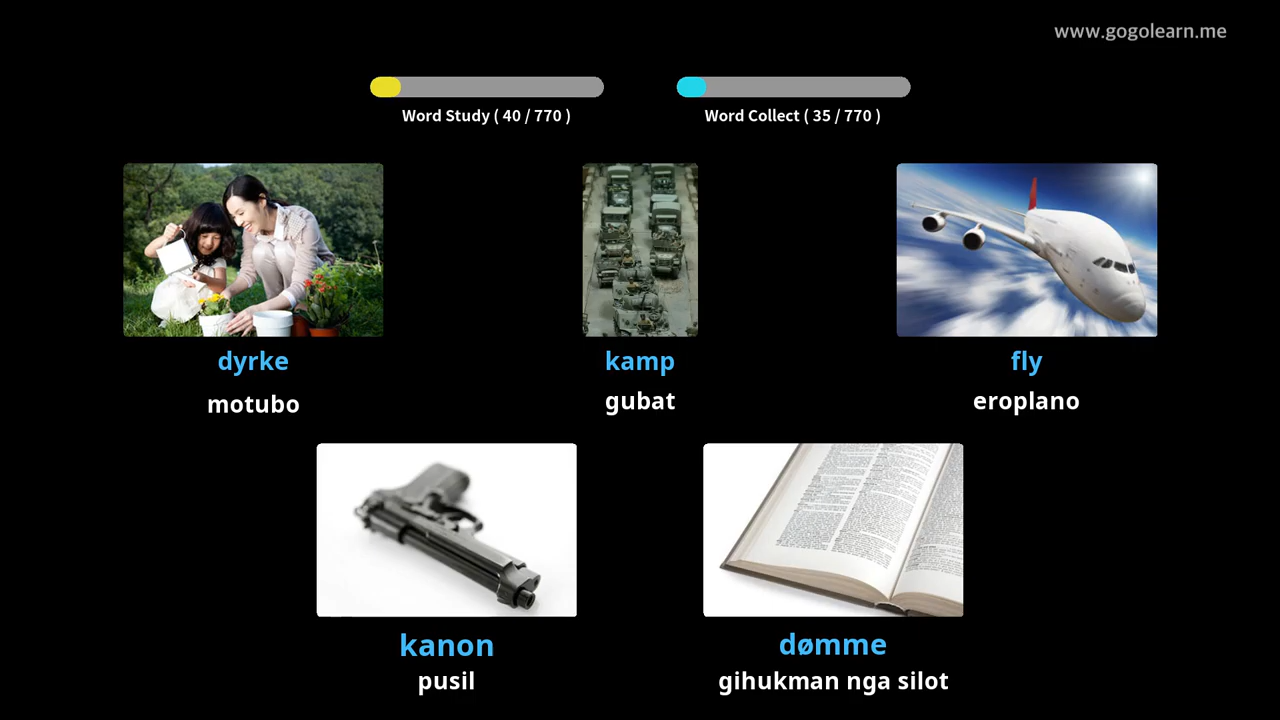 www.gogolearn.me
Word Study ( 40 / 770 )
Word Collect ( 35 / 770 )
dyrke
motubo
kamp
gubat
fly
eroplano
kanon
pusil
dømme
gihukman nga silot